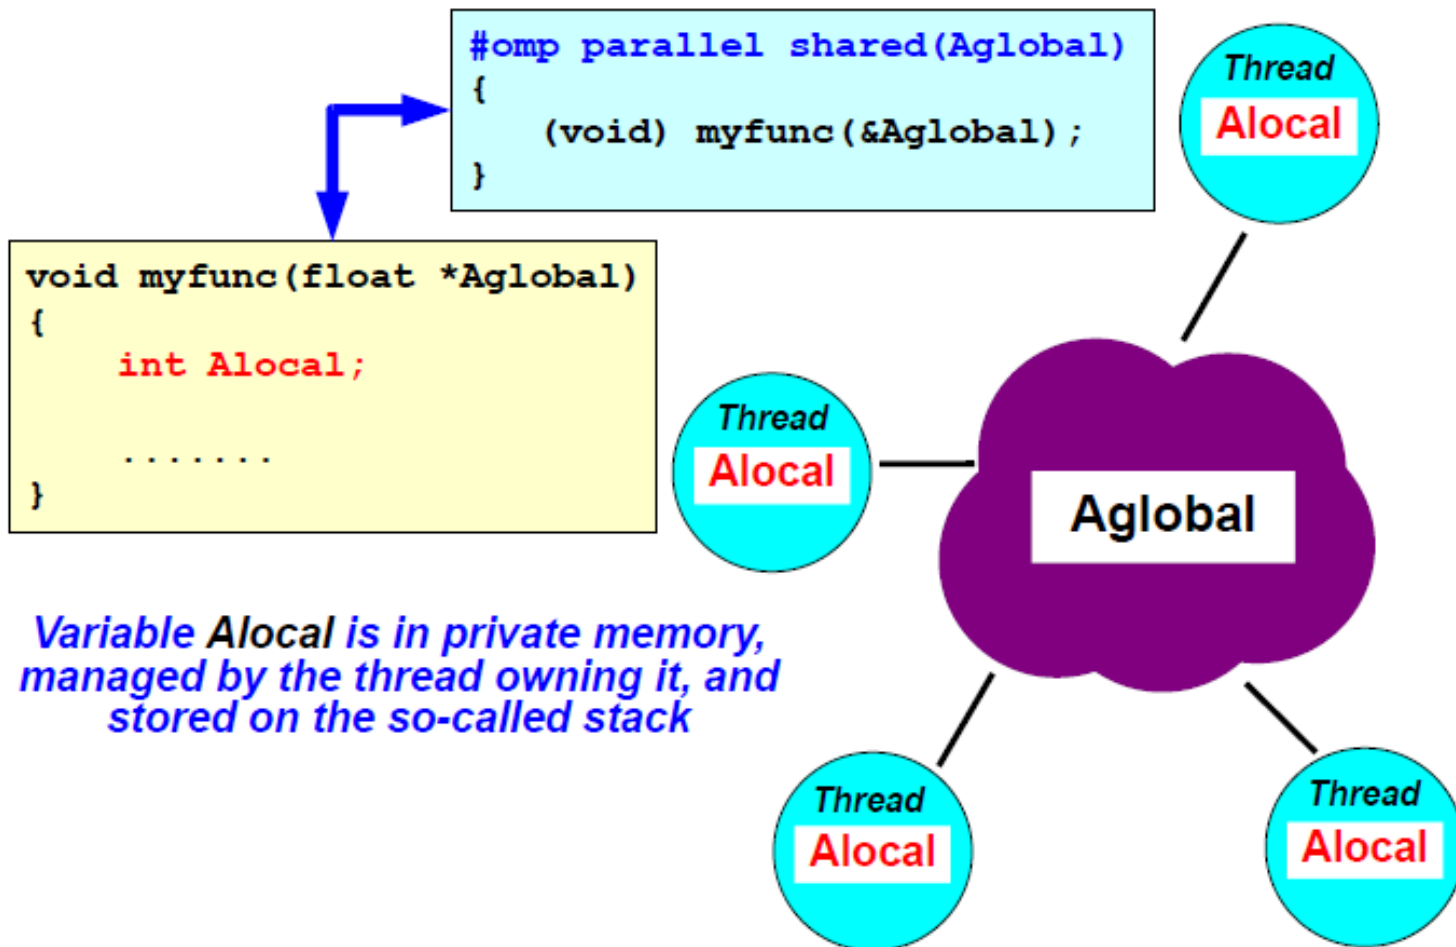 #omp parallel shared(Aglobal)
{
(void) myfunc(&Aglobal);
}
void myfunc(float *Aglobal)
{
int Alocal;
.......
}
Variable Alocal is in private memory,
managed by the thread owning it, and
stored on the so-called stack
Thread
Alocal
Thread
Alocal
Aglobal
Thread
Alocal
Thread
Alocal